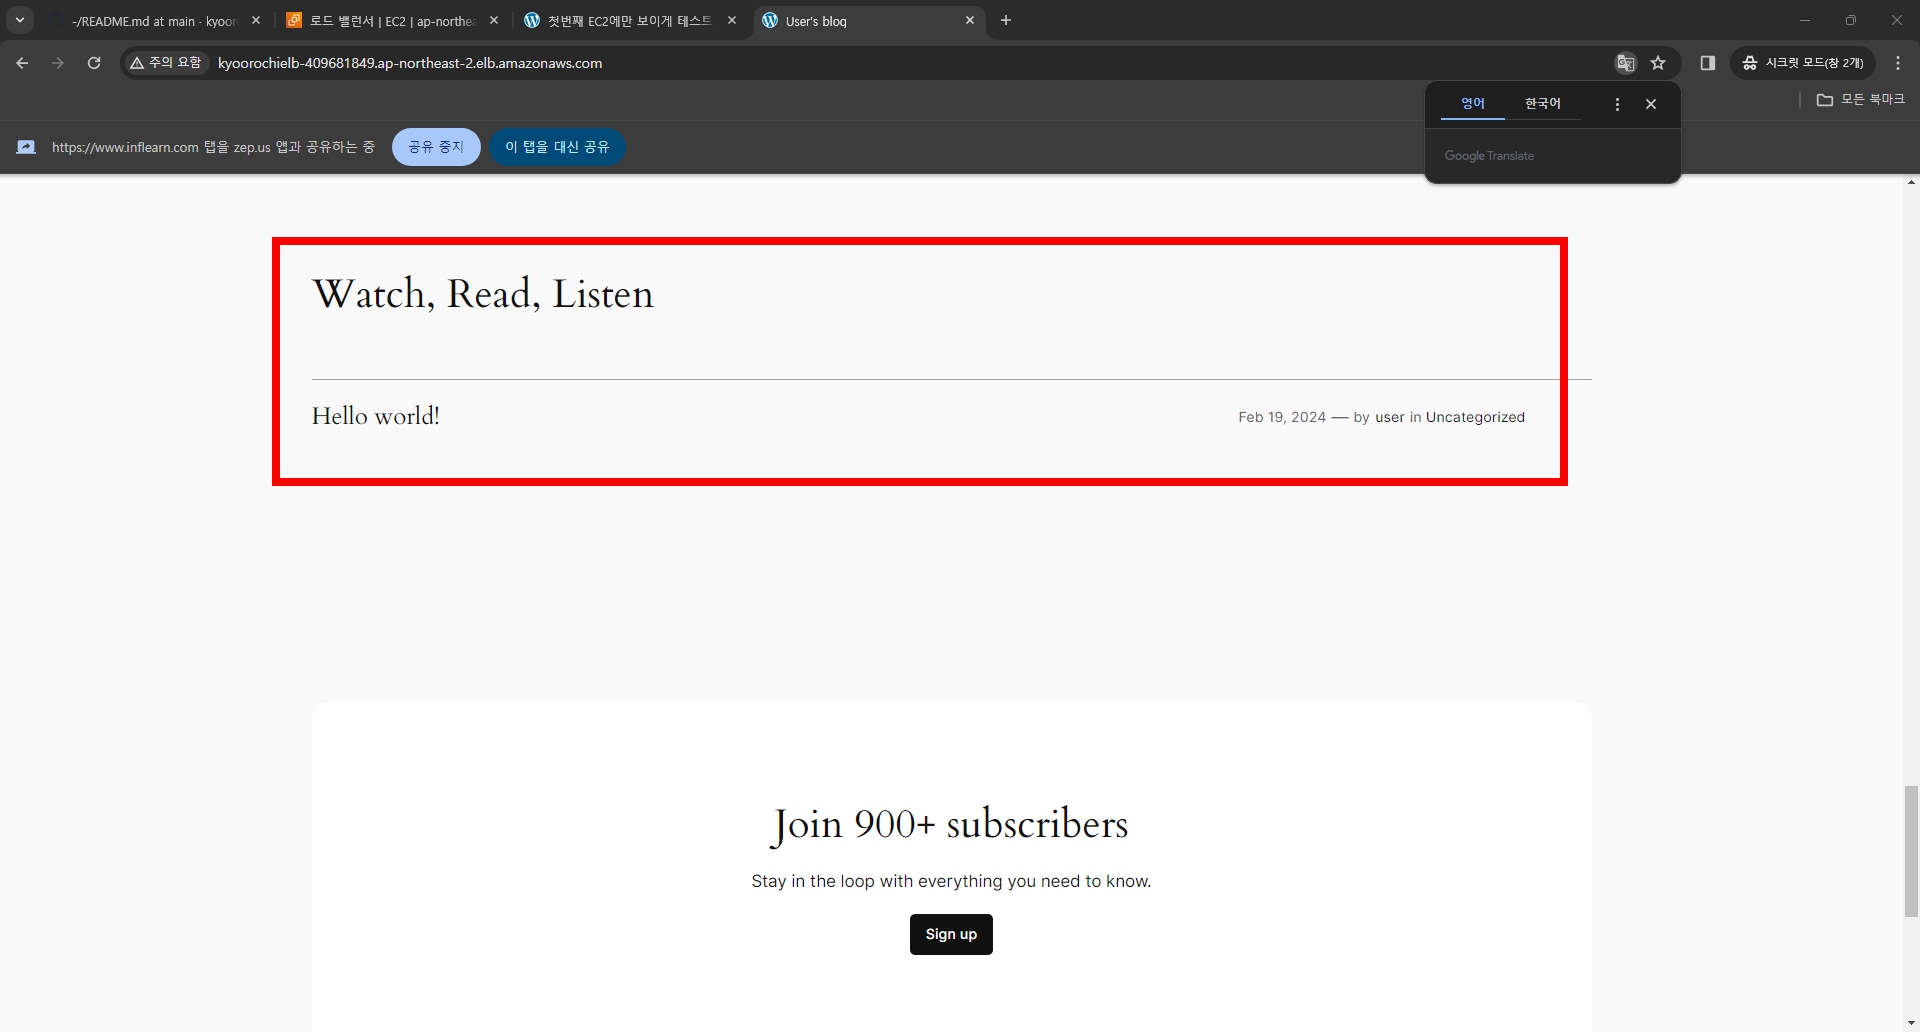 -/README.md at main · kyoor
로드 밸런서 | EC2 | ap-northea
첫번째 EC2에만 보이게 테스트
User's blog
주의 요함
kyoorochielb-409681849.ap-northeast-2.elb.amazonaws.com
시크릿 모드(창 2개)
모든 북마크
영어
한국어
Google Translate
https://www.inflearn.com 탭을 zep.us 앱과 공유하는 중
공유 중지
이 탭을 대신 공유
Watch, Read, Listen
Hello world!
Feb 19, 2024 — by user in Uncategorized
Join 900+ subscribers
Stay in the loop with everything you need to know.
Sign up